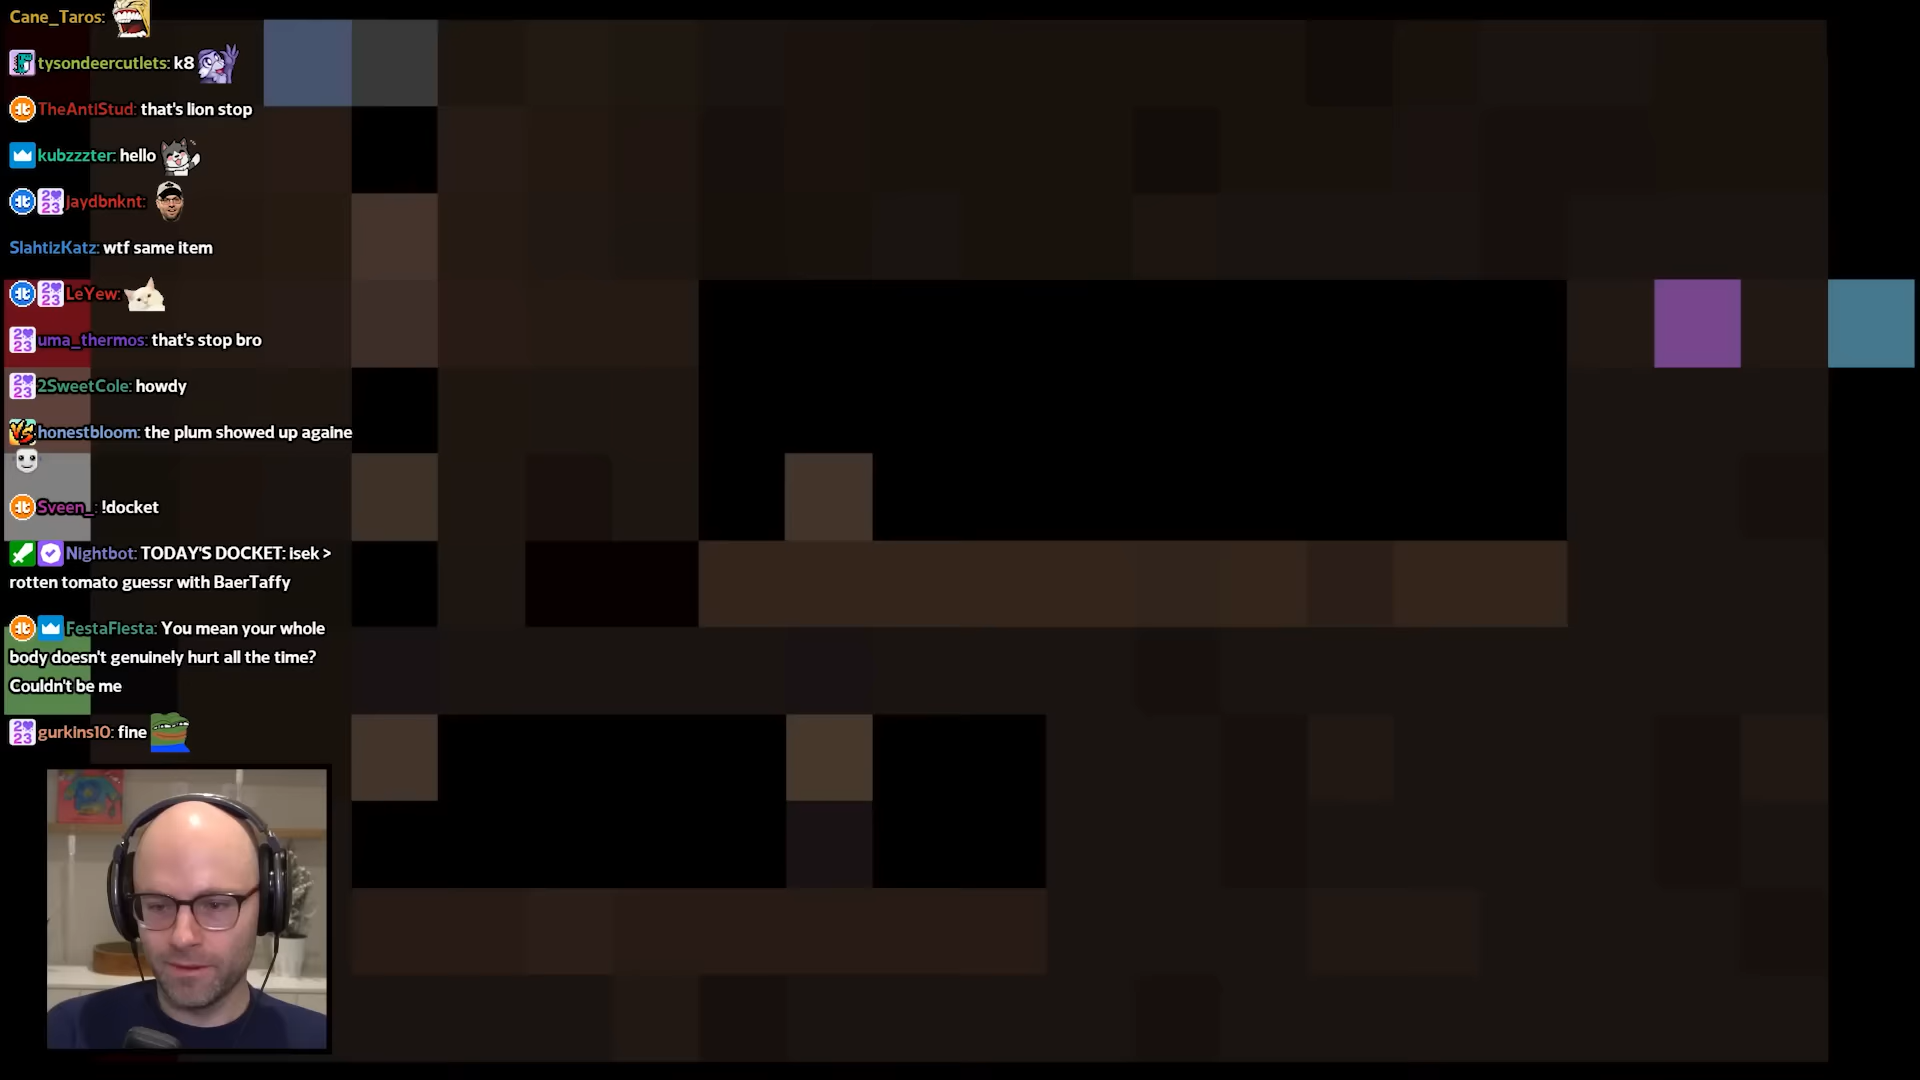 Cane_Taros:
tysondeercutlets: k8
TheAntiStud: that's lion stop
kubzzzter: hello
Jaydbnknt:
SlahtizKatz: wtf same item
LeYew:
uma_thermos: that's stop bro
2SweetCole: howdy
honestbloom: the plum showed up againe
Sveen_: !docket
Nightbot: TODAY'S DOCKET: isek >
rotten tomato guessr with BaerTaffy
FestaFiesta: You mean your whole
body doesn't genuinely hurt all the time?
Couldn't be me
gurkins10: fine